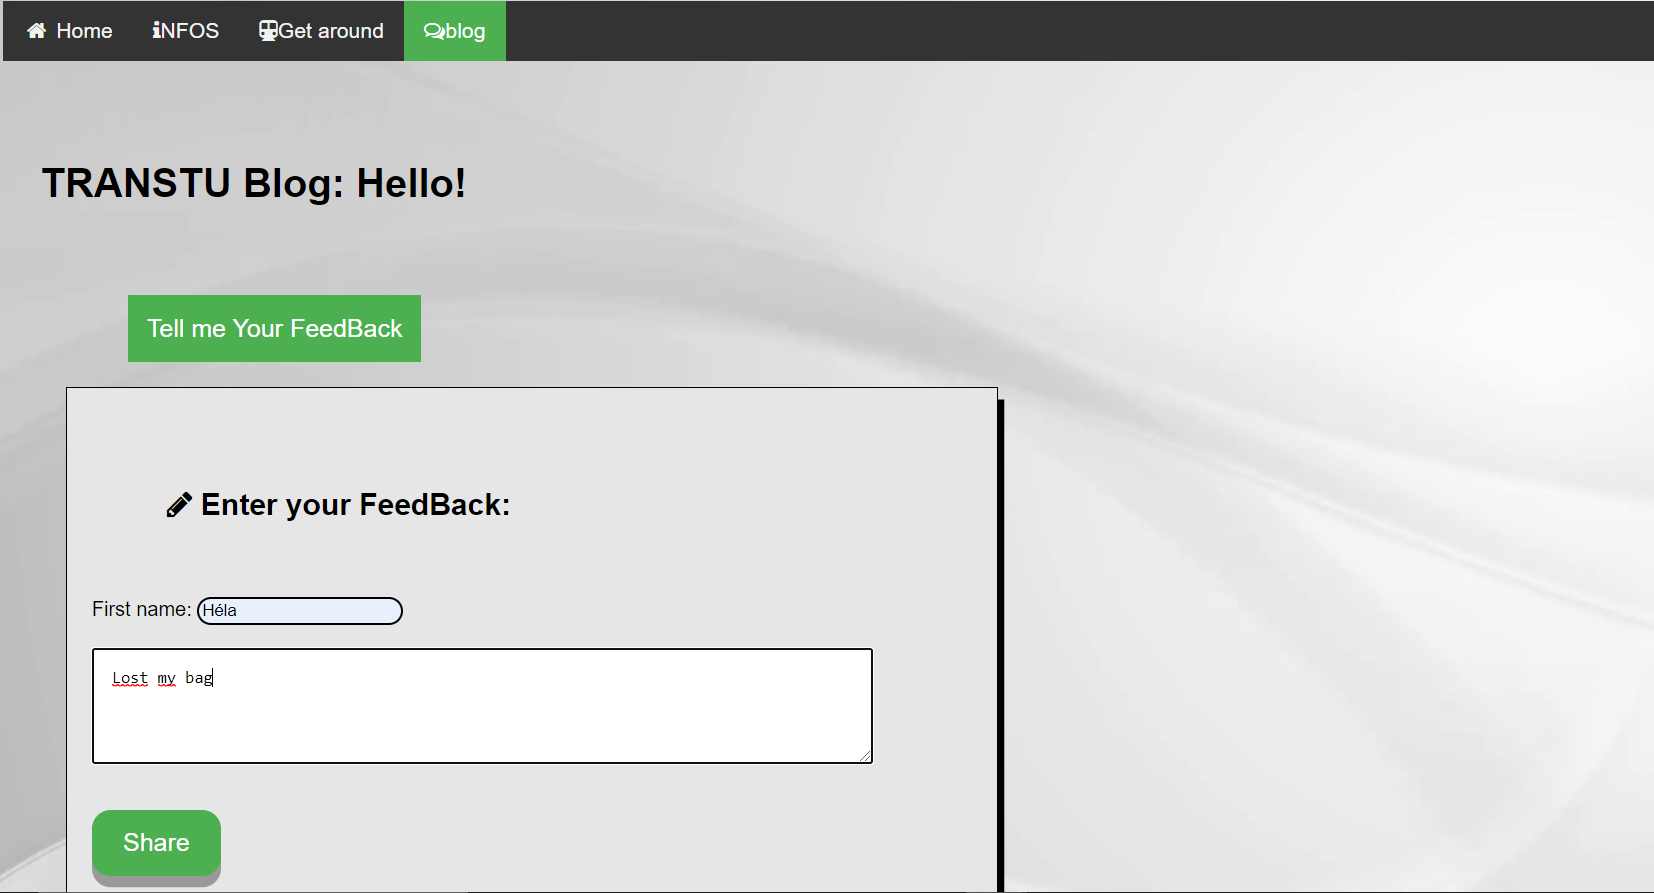 Home iNFOS Get around blog
TRANSTU Blog: Hello!
Tell me Your FeedBack
Enter your FeedBack:
First name: Héla
Lost my bag
Share